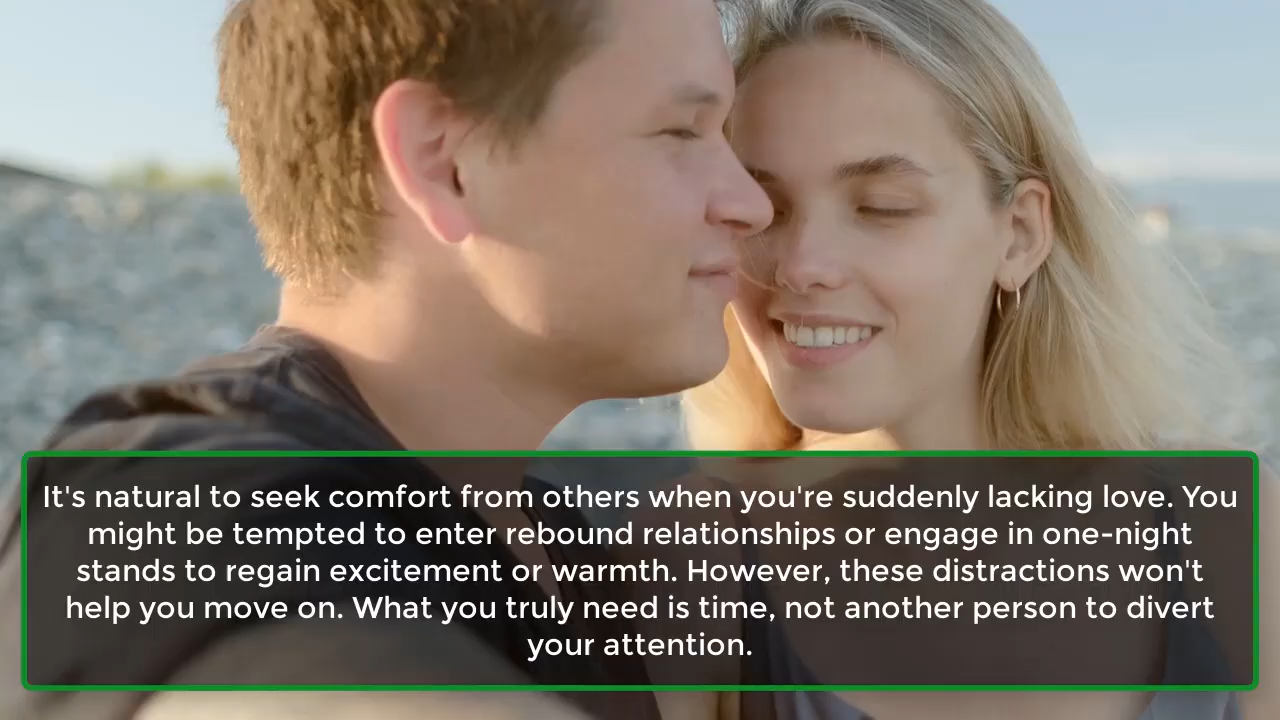 It's natural to seek comfort from others when you're suddenly lacking love. You
might be tempted to enter rebound relationships or engage in one-night
stands to regain excitement or warmth. However, these distractions won't
help you move on. What you truly need is time, not another person to divert
your attention.